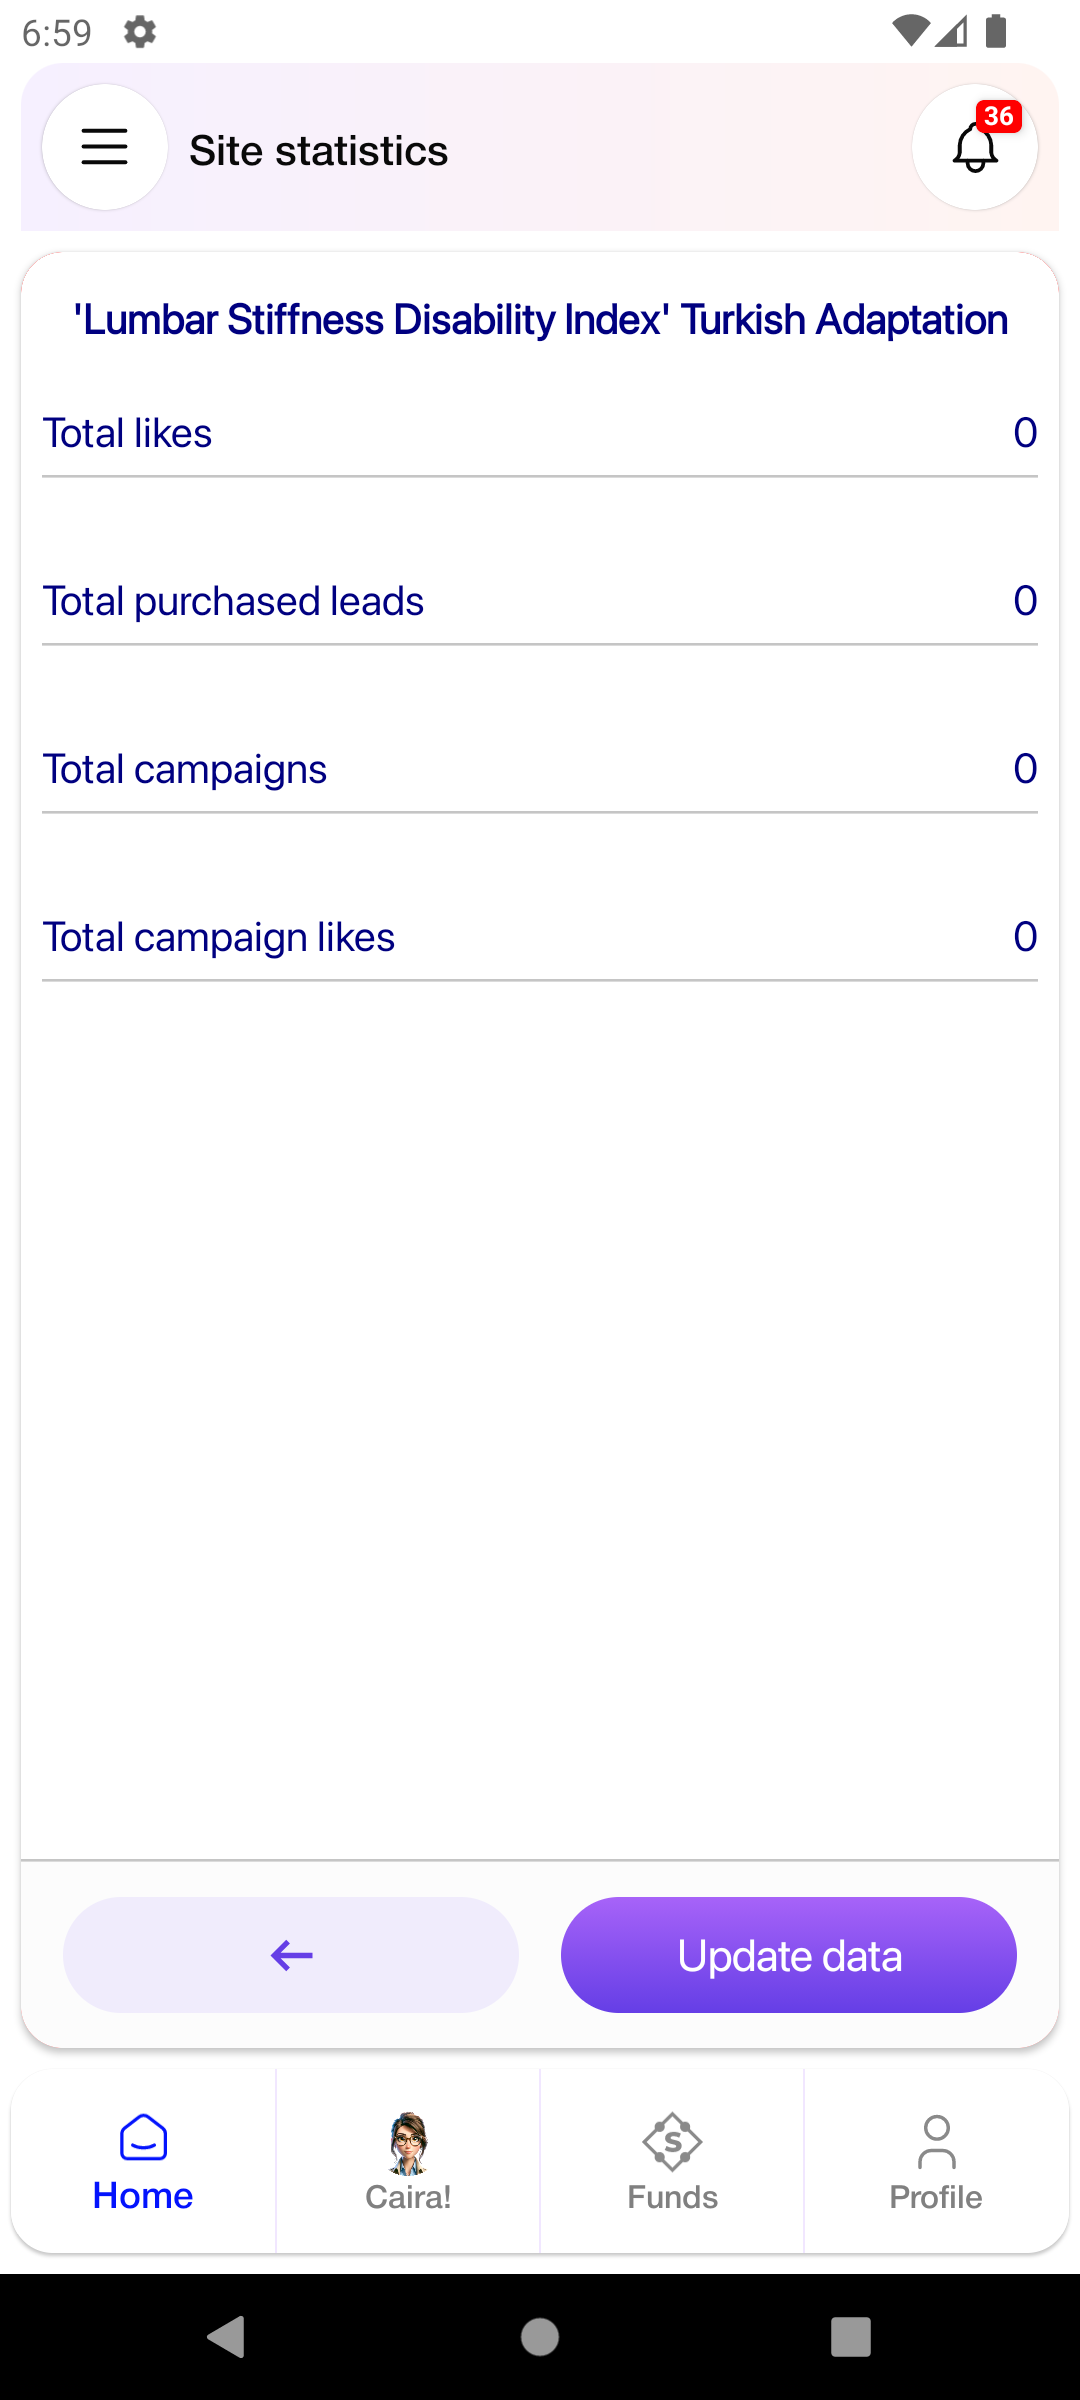 6:59
Site statistics
36
'Lumbar Stiffness Disability Index' Turkish Adaptation
Total likes 0
Total purchased leads 0
Total campaigns 0
Total campaign likes 0
Update data
Home Caira! Funds Profile